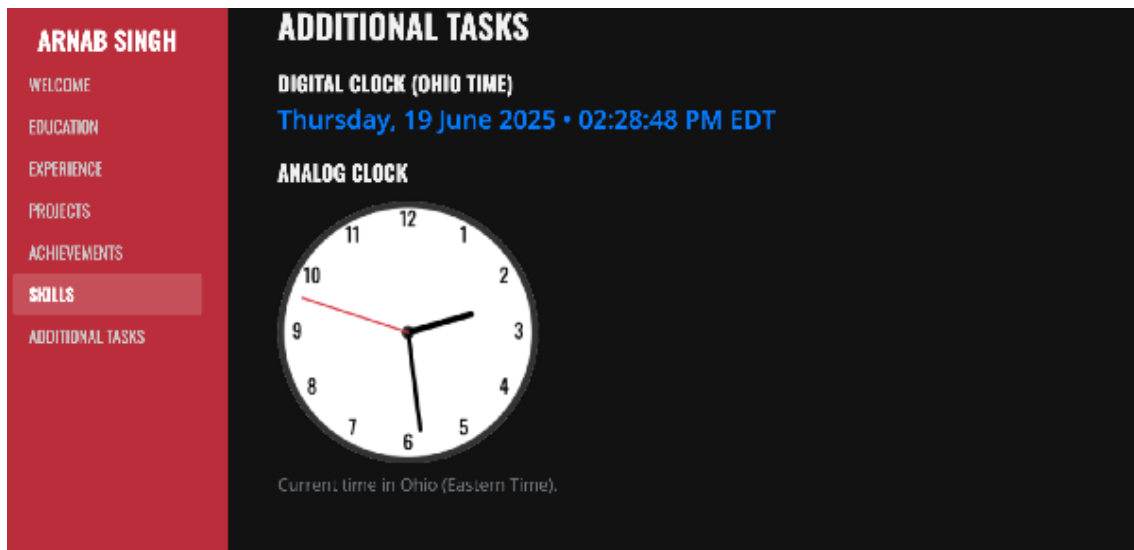 ARNAB SINGH
WELCOME
EDUCATION
EXPERIENCE
PROJECTS
ACHIEVEMENTS
SKILLS
ADDITIONAL TASKS
ADDITIONAL TASKS
DIGITAL CLOCK (OHIO TIME)
Thursday, 19 June 2025 • 02:28:48 PM EDT
ANALOG CLOCK
12
1
2
3
4
5
6
7
8
9
10
11
Current time in Ohio (Eastern Time).